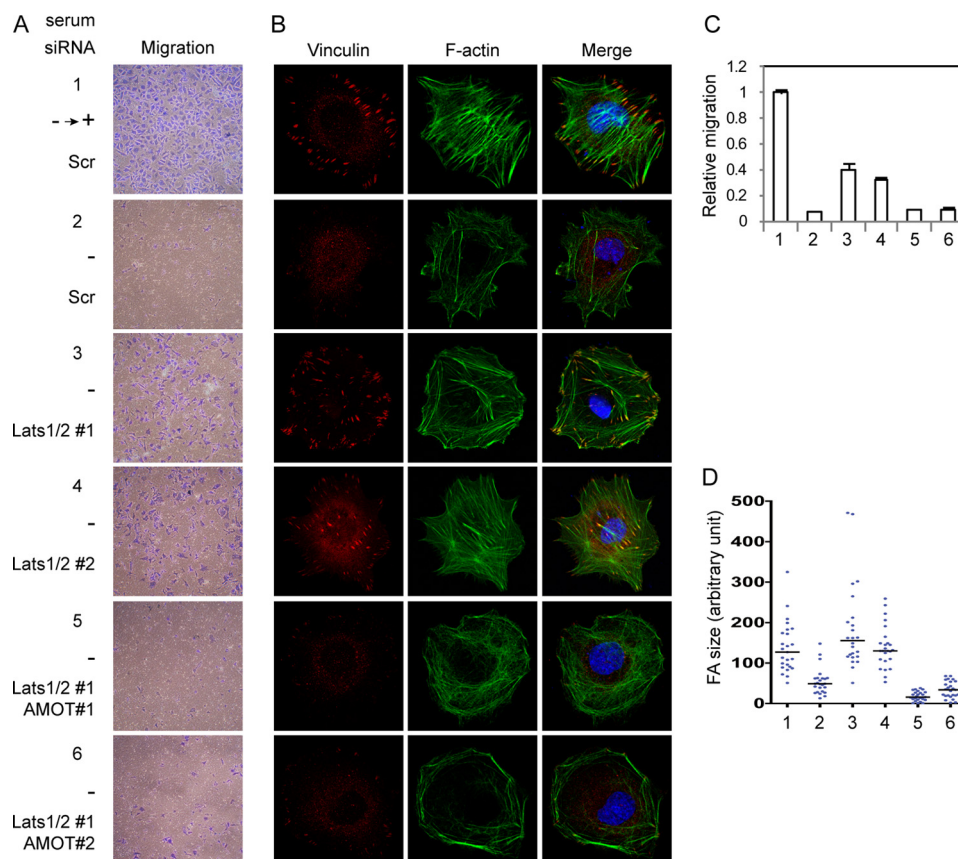 A
serum
siRNA
Migration
1
- → +
Scr
2
-
Scr
3
-
Lats1/2 #1
4
-
Lats1/2 #2
5
-
Lats1/2 #1
AMOT#1
6
-
Lats1/2 #1
AMOT#2
B
Vinculin F-actin Merge
C
Relative migration
1.2
1
0.8
0.6
0.4
0.2
0
1 2 3 4 5 6
D
FA size (arbitrary unit)
500
400
300
200
100
0
1 2 3 4 5 6